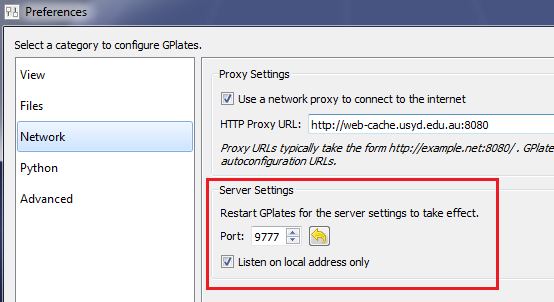 Preferences
Select a category to configure GPlates.
View
Files
Network
Python
Advanced
Proxy Settings
Use a network proxy to connect to the internet
HTTP Proxy URL: http://web-cache.usyd.edu.au:8080
Proxy URLs typically take the form http://example.net:8080/ . GPlate
autoconfiguration URLs.
Server Settings
Restart GPlates for the server settings to take effect.
Port: 9777
Listen on local address only